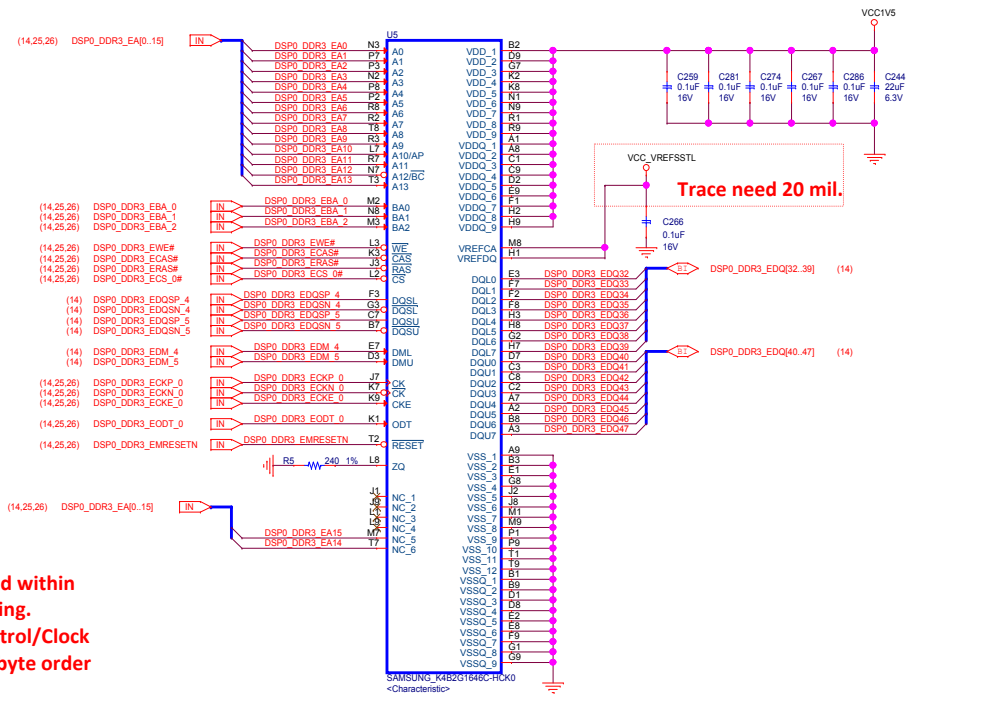 VCC1V5
U5
(14,25,26) DSP0_DDR3_EA[0..15] IN
DSP0_DDR3_EA0 N3 A0
DSP0_DDR3_EA1 P7 A1
DSP0_DDR3_EA2 P3 A2
DSP0_DDR3_EA3 N2 A3
DSP0_DDR3_EA4 P8 A4
DSP0_DDR3_EA5 P2 A5
DSP0_DDR3_EA6 R8 A6
DSP0_DDR3_EA7 R2 A7
DSP0_DDR3_EA8 T8 A8
DSP0_DDR3_EA9 R3 A9
DSP0_DDR3_EA10 L7 A10/AP
DSP0_DDR3_EA11 R7 A11
DSP0_DDR3_EA12 N7 A12/BC
DSP0_DDR3_EA13 T3 A13
(14,25,26) DSP0_DDR3_EBA_0 IN DSP0_DDR3_EBA_0 M2 BA0
(14,25,26) DSP0_DDR3_EBA_1 IN DSP0_DDR3_EBA_1 N8 BA1
(14,25,26) DSP0_DDR3_EBA_2 IN DSP0_DDR3_EBA_2 M3 BA2
(14,25,26) DSP0_DDR3_EWE# IN DSP0_DDR3_EWE# L3 WE
(14,25,26) DSP0_DDR3_ECAS# IN DSP0_DDR3_ECAS# K3 CAS
(14,25,26) DSP0_DDR3_ERAS# IN DSP0_DDR3_ERAS# J3 RAS
(14,25,26) DSP0_DDR3_ECS_0# IN DSP0_DDR3_ECS_0# L2 CS
(14) DSP0_DDR3_EDQSP_4 IN DSP0_DDR3_EDQSP_4 F3 DQSL
(14) DSP0_DDR3_EDQSN_4 IN DSP0_DDR3_EDQSN_4 G3 DQSL
(14) DSP0_DDR3_EDQSP_5 IN DSP0_DDR3_EDQSP_5 C7 DQSU
(14) DSP0_DDR3_EDQSN_5 IN DSP0_DDR3_EDQSN_5 B7 DQSU
(14) DSP0_DDR3_EDM_4 IN DSP0_DDR3_EDM_4 E7 DML
(14) DSP0_DDR3_EDM_5 IN DSP0_DDR3_EDM_5 D3 DMU
(14,25,26) DSP0_DDR3_ECKP_0 IN DSP0_DDR3_ECKP_0 J7 CK
(14,25,26) DSP0_DDR3_ECKN_0 IN DSP0_DDR3_ECKN_0 K7 CK
(14,25,26) DSP0_DDR3_ECKE_0 IN DSP0_DDR3_ECKE_0 K9 CKE
(14,25,26) DSP0_DDR3_EODT_0 IN DSP0_DDR3_EODT_0 K1 ODT
(14,25,26) DSP0_DDR3_EMRESETN IN DSP0_DDR3_EMRESETN T2 RESET
R5 240 1% L8 ZQ
J1 NC_1
J9 NC_2
L1 NC_3
L9 NC_4
(14,25,26) DSP0_DDR3_EA[0..15] IN
DSP0_DDR3_EA15 M7 NC_5
DSP0_DDR3_EA14 T7 NC_6
VDD_1 B2
VDD_2 D9
VDD_3 G7
VDD_4 K2
VDD_5 K8
VDD_6 N1
VDD_7 N9
VDD_8 R1
VDD_9 R9
VDDQ_1 A1
VDDQ_2 A8
VDDQ_3 C1
VDDQ_4 C9
VDDQ_5 D2
VDDQ_6 E9
VDDQ_7 F1
VDDQ_8 H2
VDDQ_9 H9
VREFCA M8
VREFDQ H1
DQL0 E3 DSP0_DDR3_EDQ32
DQL1 F7 DSP0_DDR3_EDQ33
DQL2 F2 DSP0_DDR3_EDQ34
DQL3 F8 DSP0_DDR3_EDQ35
DQL4 H3 DSP0_DDR3_EDQ36
DQL5 H8 DSP0_DDR3_EDQ37
DQL6 G2 DSP0_DDR3_EDQ38
DQL7 H7 DSP0_DDR3_EDQ39
DQU0 D7 DSP0_DDR3_EDQ40
DQU1 C3 DSP0_DDR3_EDQ41
DQU2 C8 DSP0_DDR3_EDQ42
DQU3 C2 DSP0_DDR3_EDQ43
DQU4 A7 DSP0_DDR3_EDQ44
DQU5 A2 DSP0_DDR3_EDQ45
DQU6 B8 DSP0_DDR3_EDQ46
DQU7 A3 DSP0_DDR3_EDQ47
BI DSP0_DDR3_EDQ[32..39] (14)
BI DSP0_DDR3_EDQ[40..47] (14)
VSS_1 A9
VSS_2 B3
VSS_3 E1
VSS_4 G8
VSS_5 J2
VSS_6 J8
VSS_7 M1
VSS_8 M9
VSS_9 P1
VSS_10 P9
VSS_11 T1
VSS_12 T9
VSSQ_1 B1
VSSQ_2 B9
VSSQ_3 D1
VSSQ_4 D8
VSSQ_5 E2
VSSQ_6 E8
VSSQ_7 F9
VSSQ_8 G1
VSSQ_9 G9
C259 0.1uF 16V
C281 0.1uF 16V
C274 0.1uF 16V
C267 0.1uF 16V
C286 0.1uF 16V
C244 22uF 6.3V
VCC_VREFSSTL
Trace need 20 mil.
C266 0.1uF 16V
SAMSUNG_K4B2G1646C-HCK0
<Characteristic>
d within
ing.
trol/Clock
byte order